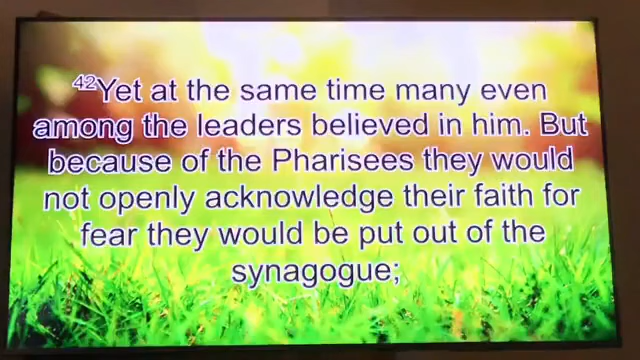 42Yet at the same time many even
among the leaders believed in him. But
because of the Pharisees they would
not openly acknowledge their faith for
fear they would be put out of the
synagogue;